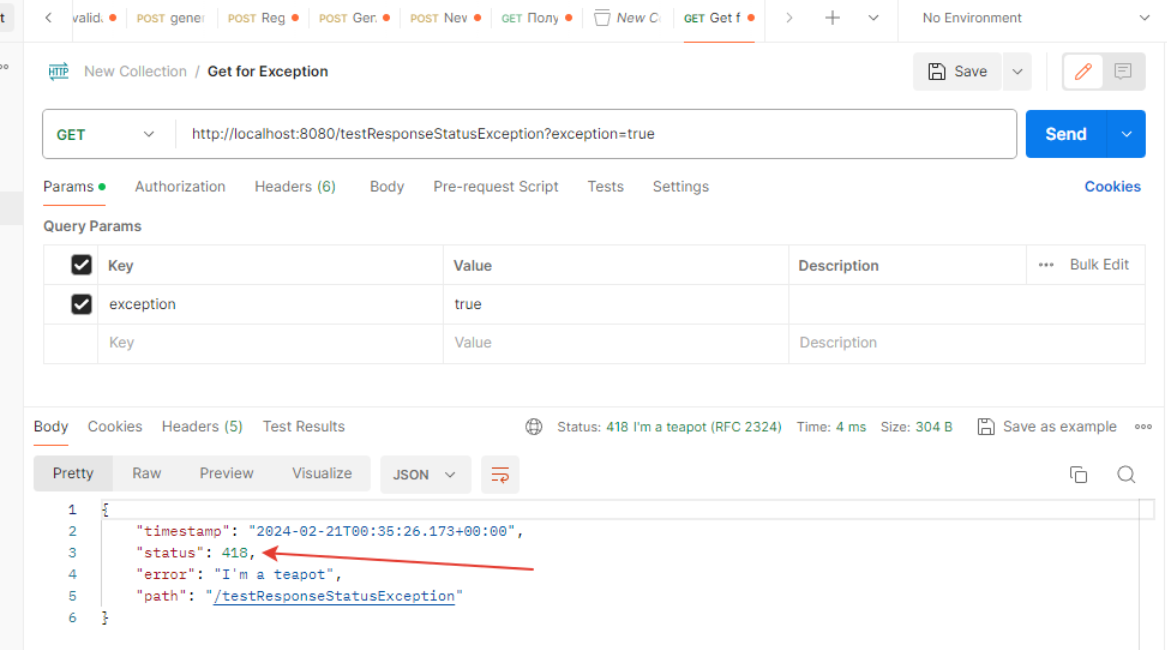 t valid. POST gener POST Reg POST Ger. POST Nev GET Полу New C GET Get f No Environment
HTTP New Collection / Get for Exception Save
GET http://localhost:8080/testResponseStatusException?exception=true Send
Params Authorization Headers (6) Body Pre-request Script Tests Settings Cookies
Query Params
Key Value Description ••• Bulk Edit
exception true
Key Value Description
Body Cookies Headers (5) Test Results Status: 418 I'm a teapot (RFC 2324) Time: 4 ms Size: 304 B Save as example
Pretty Raw Preview Visualize JSON
1 {
2 "timestamp": "2024-02-21T00:35:26.173+00:00",
3 "status": 418,
4 "error": "I'm a teapot",
5 "path": "/testResponseStatusException"
6 }